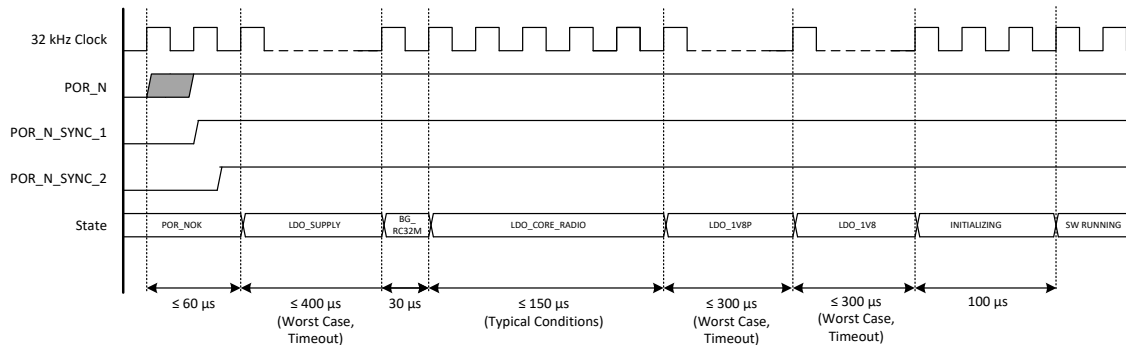 32 kHz Clock
POR_N
POR_N_SYNC_1
POR_N_SYNC_2
State
POR_NOK
LDO_SUPPLY
BG_
RC32M
LDO_CORE_RADIO
LDO_1V8P
LDO_1V8
INITIALIZING
SW RUNNING
≤ 60 µs
≤ 400 µs
(Worst Case,
Timeout)
30 µs
≤ 150 µs
(Typical Conditions)
≤ 300 µs
(Worst Case,
Timeout)
≤ 300 µs
(Worst Case,
Timeout)
100 µs